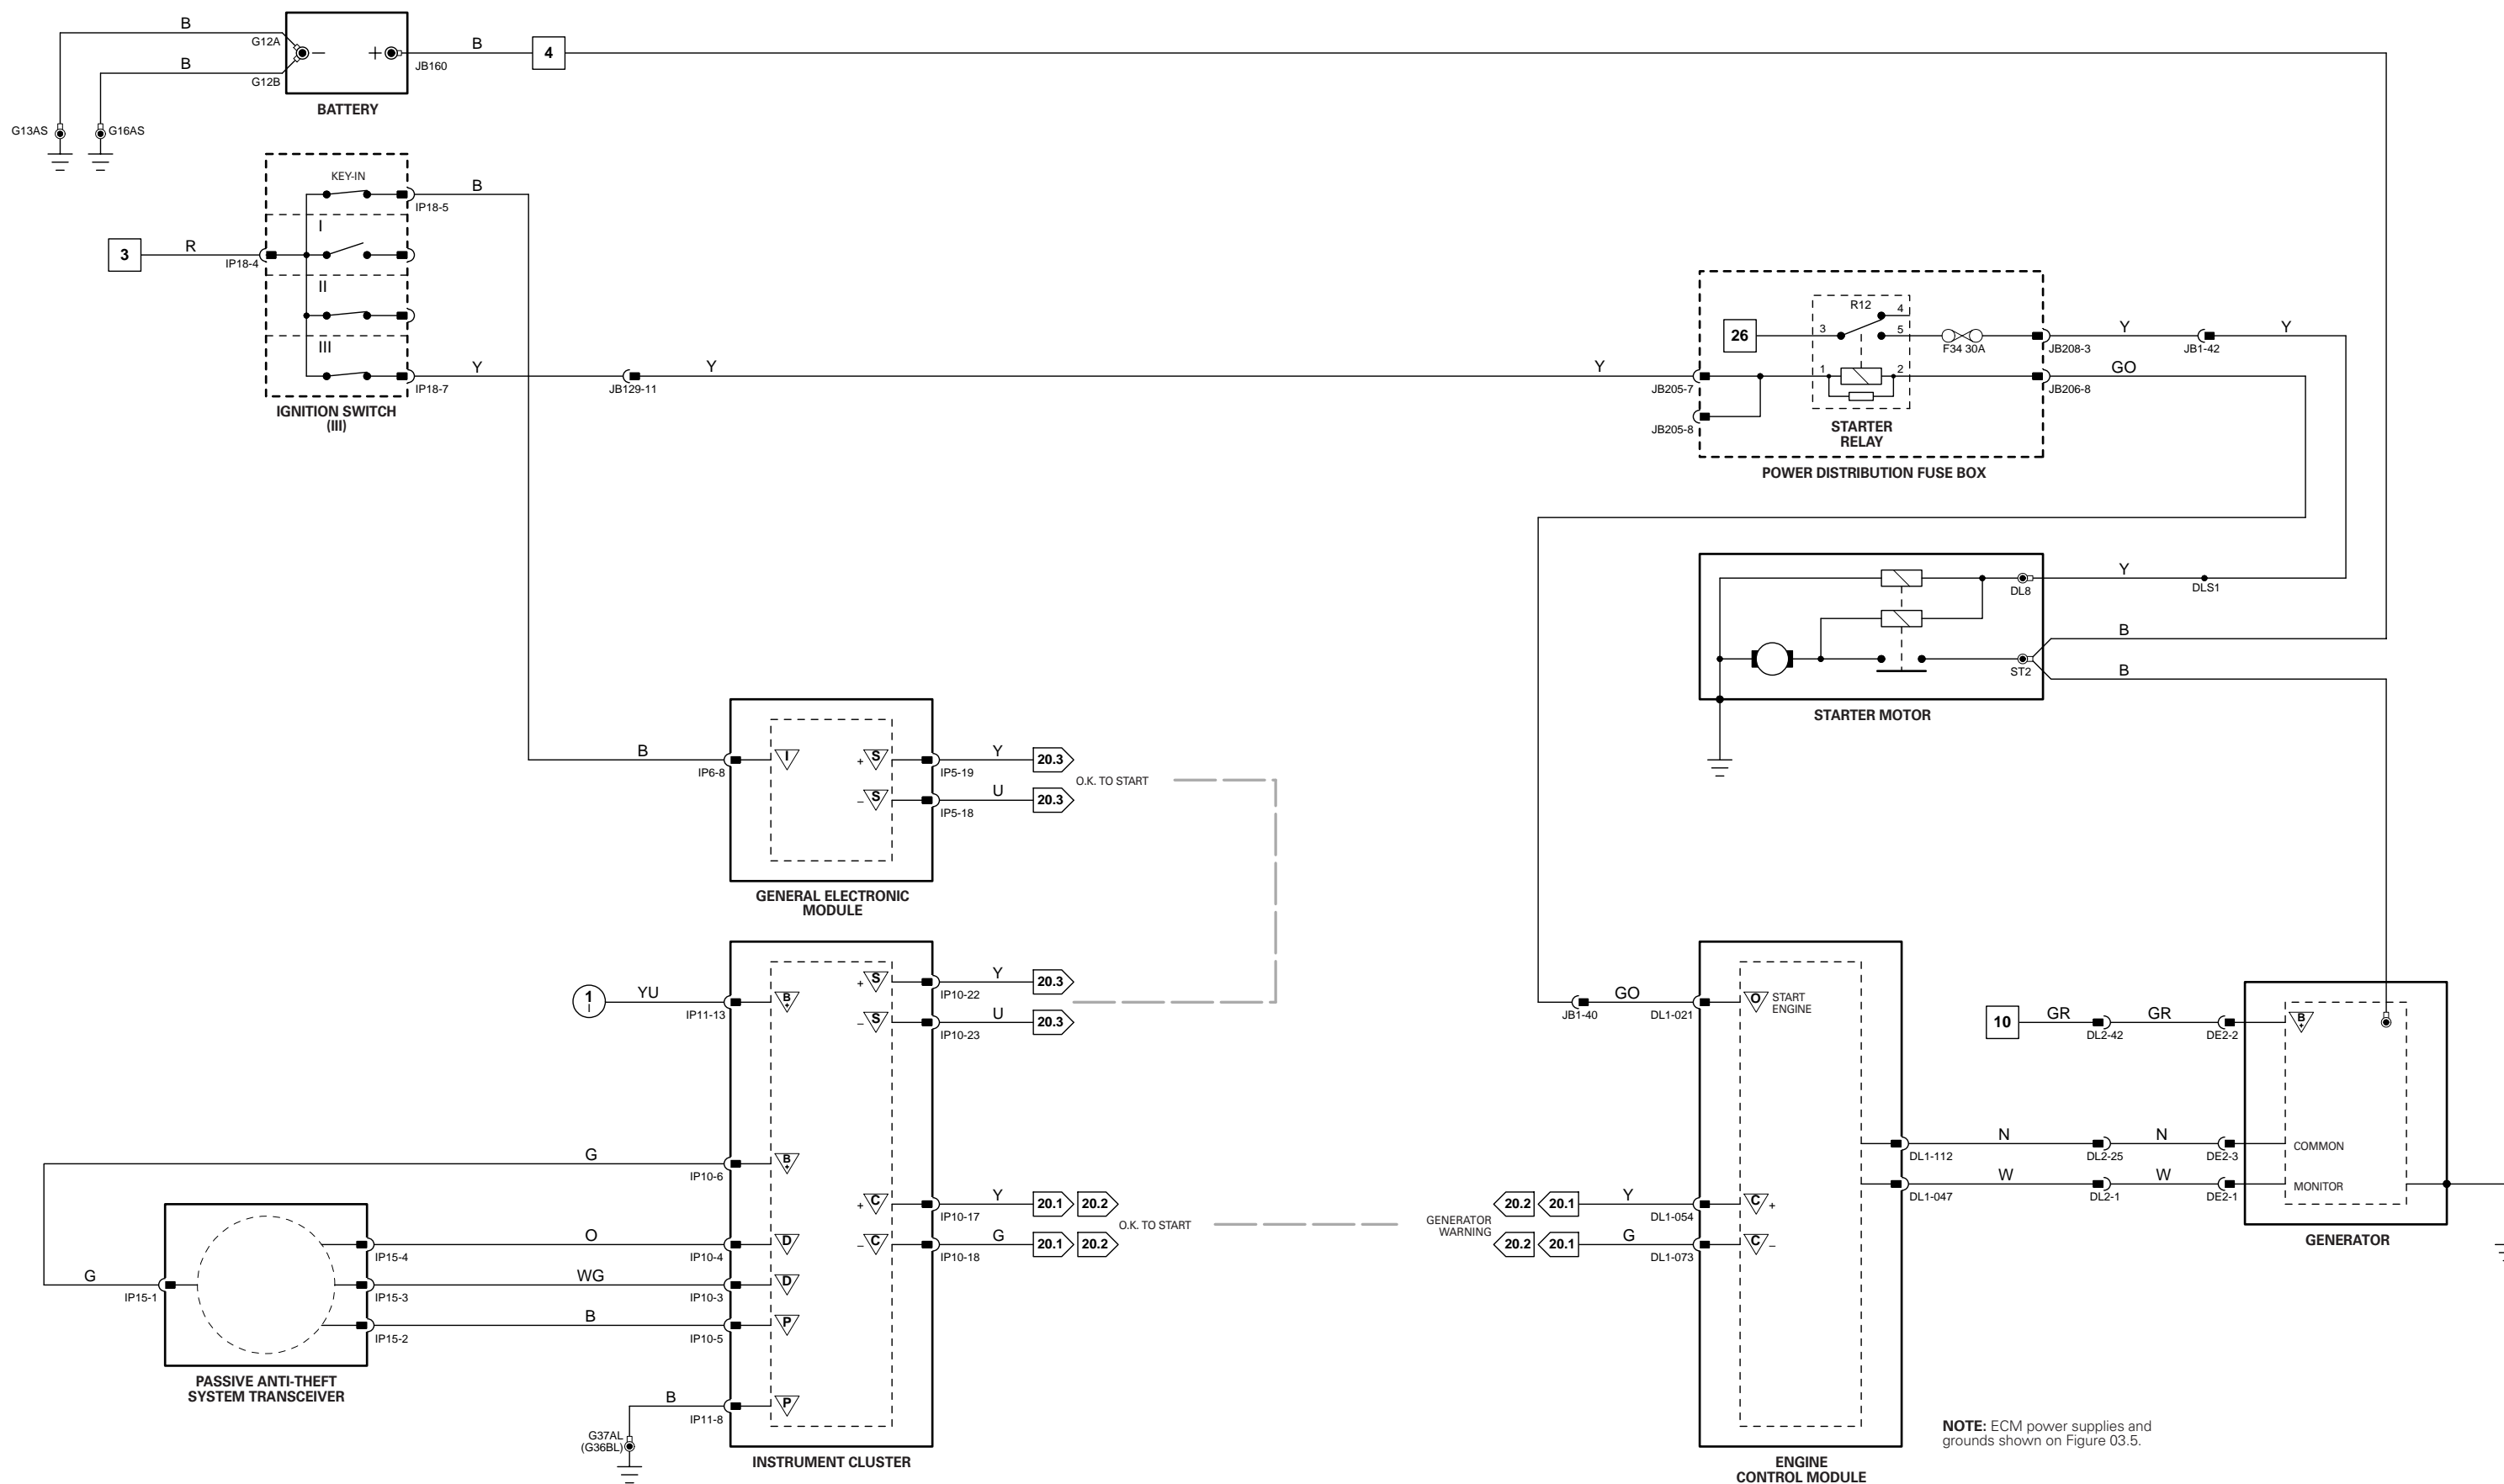 B
G12A
B
G12B
−
+
JB160
B
4
BATTERY
G13AS
G16AS
KEY-IN
IP18-5
B
I
3
R
IP18-4
II
III
IP18-7
Y
JB129-11
Y
Y
IGNITION SWITCH
(III)
JB205-7
JB205-8
26
R12
3
4
5
1
2
F34 30A
STARTER
RELAY
JB208-3
Y
JB1-42
Y
JB206-8
GO
POWER DISTRIBUTION FUSE BOX
DL8
Y
DLS1
B
ST2
B
STARTER MOTOR
B
IP6-8
I
+ S
IP5-19
Y
20.3
O.K. TO START
– S
IP5-18
U
20.3
GENERAL ELECTRONIC
MODULE
1
I
YU
IP11-13
B
+
+ S
IP10-22
Y
20.3
– S
IP10-23
U
20.3
G
IP10-6
B
+
+ C
IP10-17
Y
20.1
20.2
O.K. TO START
– C
IP10-18
G
20.1
20.2
G
IP15-1
IP15-4
O
IP10-4
D
IP15-3
WG
IP10-3
D
IP15-2
B
IP10-5
P
PASSIVE ANTI-THEFT
SYSTEM TRANSCEIVER
B
IP11-8
P
G37AL
(G36BL)
INSTRUMENT CLUSTER
JB1-40
GO
DL1-021
O
START
ENGINE
GENERATOR
WARNING
20.2
20.1
Y
DL1-054
C +
20.2
20.1
G
DL1-073
C –
ENGINE
CONTROL MODULE
10
GR
DL2-42
GR
DE2-2
B
+
DL1-112
N
DL2-25
N
DE2-3
COMMON
DL1-047
W
DL2-1
W
DE2-1
MONITOR
GENERATOR
NOTE: ECM power supplies and
grounds shown on Figure 03.5.